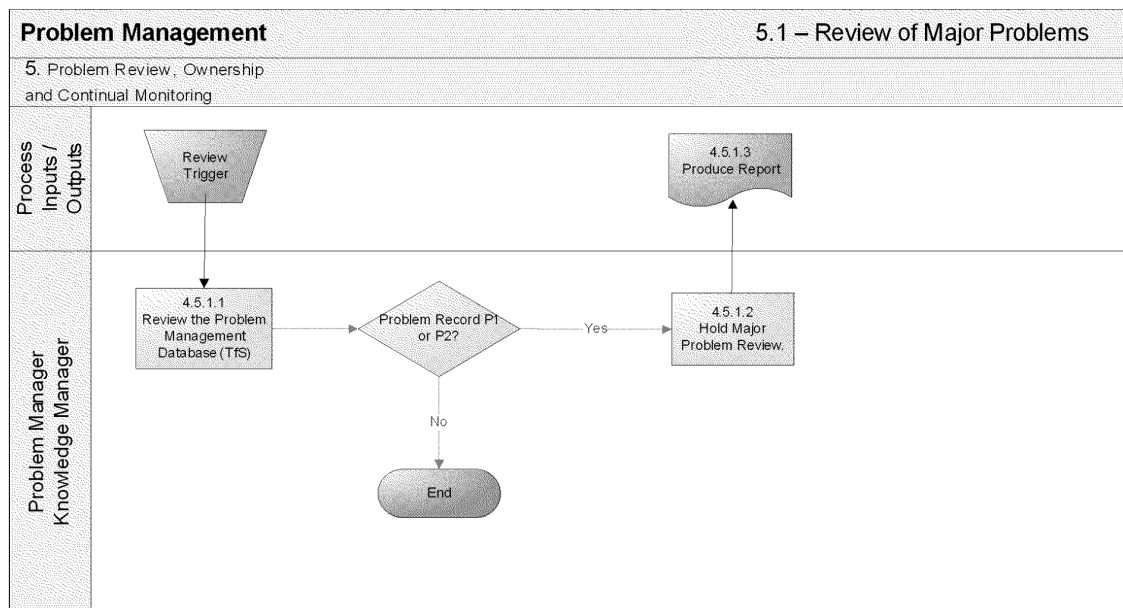 Problem Management
5.1 – Review of Major Problems
5. Problem Review, Ownership
and Continual Monitoring
Process
Inputs /
Outputs
Review
Trigger
4.5.1.3
Produce Report
Problem Manager
Knowledge Manager
4.5.1.1
Review the Problem
Management
Database (TfS)
Problem Record P1
or P2?
Yes
4.5.1.2
Hold Major
Problem Review.
No
End